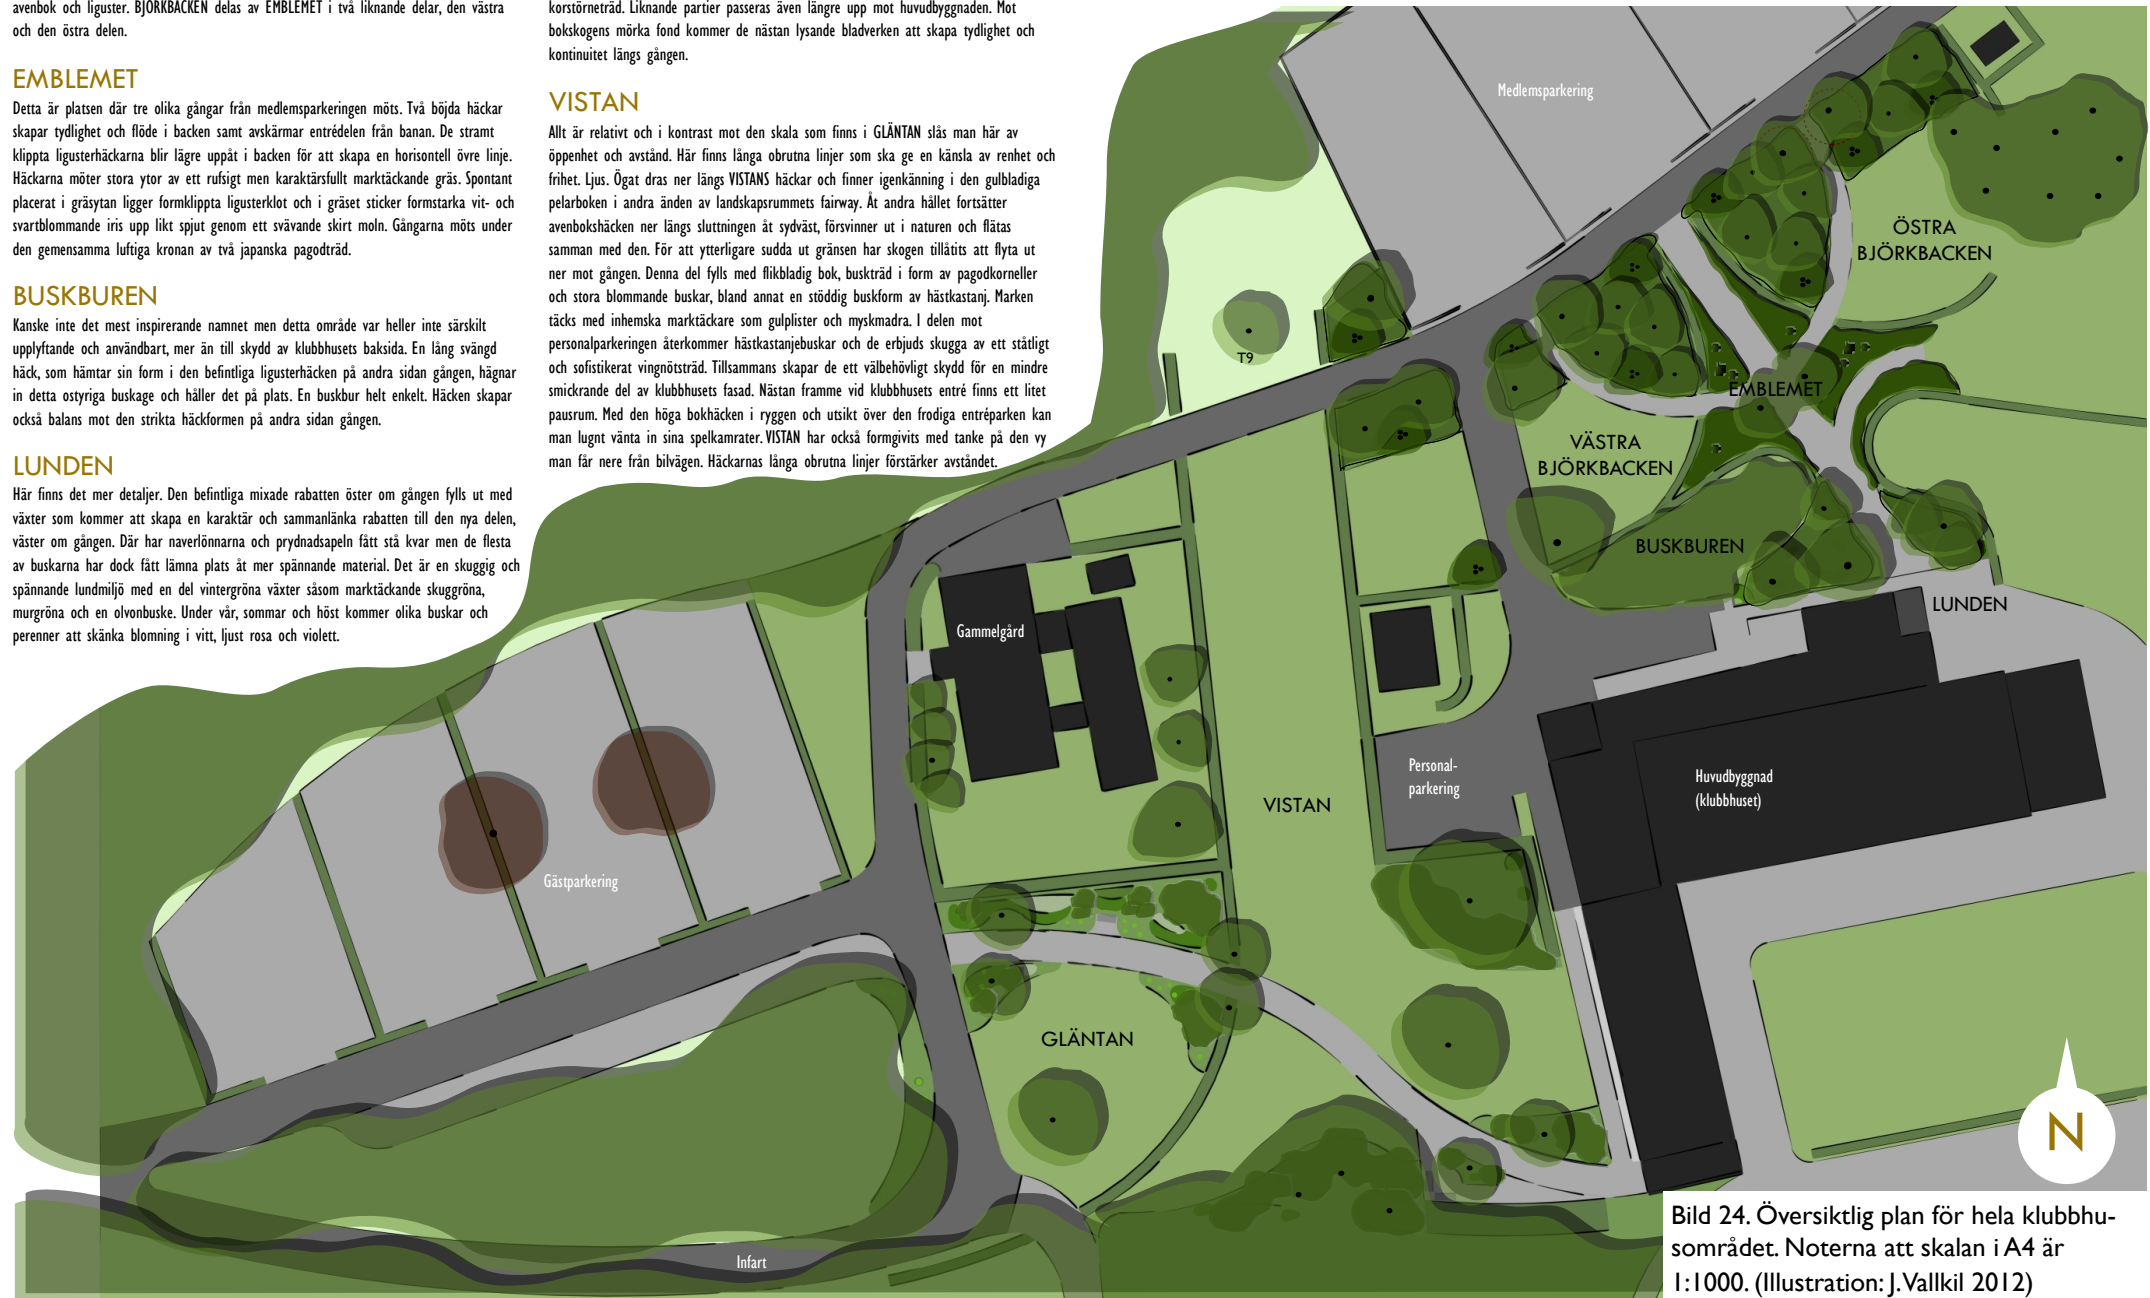 avenbok och liguster. BJÖRKBACKEN delas av EMBLEMET i två liknande delar, den västra
och den östra delen.
EMBLEMET
Detta är platsen där tre olika gångar från medlemsparkeringen möts. Två böjda häckar
skapar tydlighet och flöde i backen samt avskärmar entrédelen från banan. De stramt
klippta ligusterhäckarna blir lägre uppåt i backen för att skapa en horisontell övre linje.
Häckarna möter stora ytor av ett rufsigt men karaktärsfullt marktäckande gräs. Spontant
placerat i gräsytan ligger formklippta ligusterklot och i gräset sticker formstarka vit- och
svartblommande iris upp likt spjut genom ett svävande skirt moln. Gångarna möts under
den gemensamma luftiga kronan av två japanska pagodträd.
BUSKBUREN
Kanske inte det mest inspirerande namnet men detta område var heller inte särskilt
upplyftande och användbart, mer än till skydd av klubbhusets baksida. En lång svängd
häck, som hämtar sin form i den befintliga ligusterhäcken på andra sidan gången, hägnar
in detta ostyriga buskage och håller det på plats. En buskbur helt enkelt. Häcken skapar
också balans mot den strikta häckformen på andra sidan gången.
LUNDEN
Här finns det mer detaljer. Den befintliga mixade rabatten öster om gången fylls ut med
växter som kommer att skapa en karaktär och sammanlänka rabatten till den nya delen,
väster om gången. Där har naverlönnarna och prydnadsapeln fått stå kvar men de flesta
av buskarna har dock fått lämna plats åt mer spännande material. Det är en skuggig och
spännande lundmiljö med en del vintergröna växter såsom marktäckande skuggröna,
murgröna och en olvonbuske. Under vår, sommar och höst kommer olika buskar och
perenner att skänka blomning i vitt, ljust rosa och violett.
korstörneträd. Liknande partier passeras även längre upp mot huvudbyggnaden. Mot
bokskogens mörka fond kommer de nästan lysande bladverken att skapa tydlighet och
kontinuitet längs gången.
VISTAN
Allt är relativt och i kontrast mot den skala som finns i GLÄNTAN slås man här av
öppenhet och avstånd. Här finns långa obrutna linjer som ska ge en känsla av renhet och
frihet. Ljus. Ögat dras ner längs VISTANS häckar och finner igenkänning i den gulbladiga
pelarboken i andra änden av landskapsrummets fairway. Åt andra hållet fortsätter
avenbokshäcken ner längs sluttningen åt sydväst, försvinner ut i naturen och flätas
samman med den. För att ytterligare sudda ut gränsen har skogen tillåtits att flyta ut
ner mot gången. Denna del fylls med flikbladig bok, buskträd i form av pagodkorneller
och stora blommande buskar, bland annat en stöddig buskform av hästkastanj. Marken
täcks med inhemska marktäckare som gulplister och myskmadra. I delen mot
personalparkeringen återkommer hästkastanjebuskar och de erbjuds skugga av ett ståtligt
och sofistikerat vingnötsträd. Tillsammans skapar de ett välbehövligt skydd för en mindre
smickrande del av klubbhusets fasad. Nästan framme vid klubbhusets entré finns ett litet
pausrum. Med den höga bokhäcken i ryggen och utsikt över den frodiga entréparken kan
man lugnt vänta in sina spelkamrater. VISTAN har också formgivits med tanke på den vy
man får nere från bilvägen. Häckarnas långa obrutna linjer förstärker avståndet.
Medlemsparkering
ÖSTRA
BJÖRKBACKEN
T9
EMBLEMET
VÄSTRA
BJÖRKBACKEN
BUSKBUREN
LUNDEN
Gammelgård
Personal-
parkering
Huvudbyggnad
(klubbhuset)
VISTAN
Gästparkering
GLÄNTAN
Infart
N
Bild 24. Översiktlig plan för hela klubbhu-
sområdet. Noterna att skalan i A4 är
1:1000. (Illustration: J. Vallkil 2012)